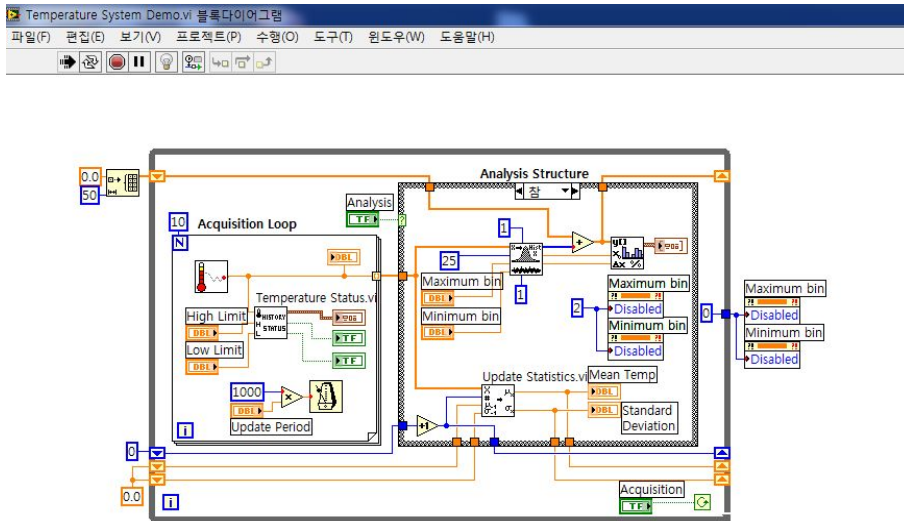 Temperature System Demo.vi 블록다이어그램
파일(F) 편집(E) 보기(V) 프로젝트(P) 수행(O) 도구(T) 윈도우(W) 도움말(H)
Analysis Structure
참
0.0
50
Analysis
TF
10
N
Acquisition Loop
DBL
1
25
Hist
1
Maximum bin
DBL
Minimum bin
DBL
Maximum bin
Disabled
Minimum bin
Disabled
2
0
Maximum bin
Disabled
Minimum bin
Disabled
Temperature Status.vi
High Limit
DBL
HISTORY
H
L STATUS
TF
TF
Low Limit
DBL
1000
DBL
Update Period
Update Statistics.vi
Mean Temp
DBL
DBL
Standard
Deviation
+1
i
0
0.0
i
Acquisition
TF